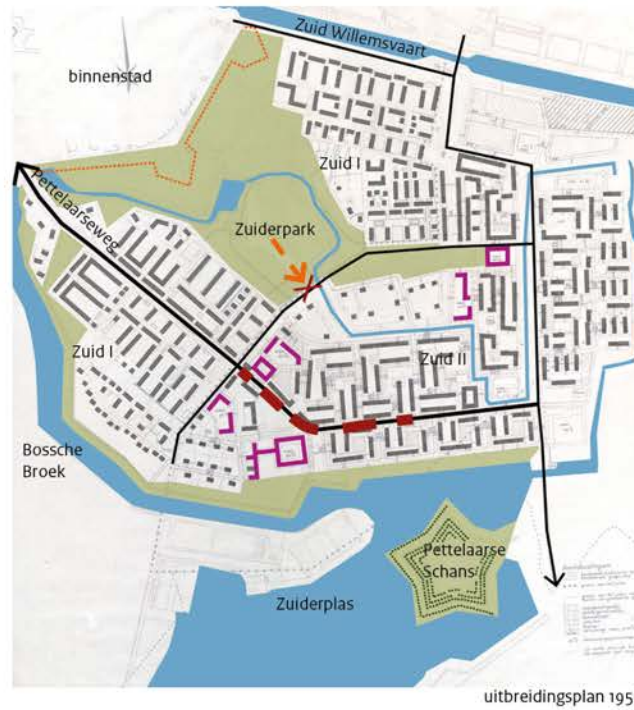 Zuid Willemsvaart
binnenstad
Zuid I
Pettelaarseweg
Zuiderpark
Zuid I
Zuid II
Bossche
Broek
Pettelaarse
Schans
Zuiderplas
uitbreidingsplan 195